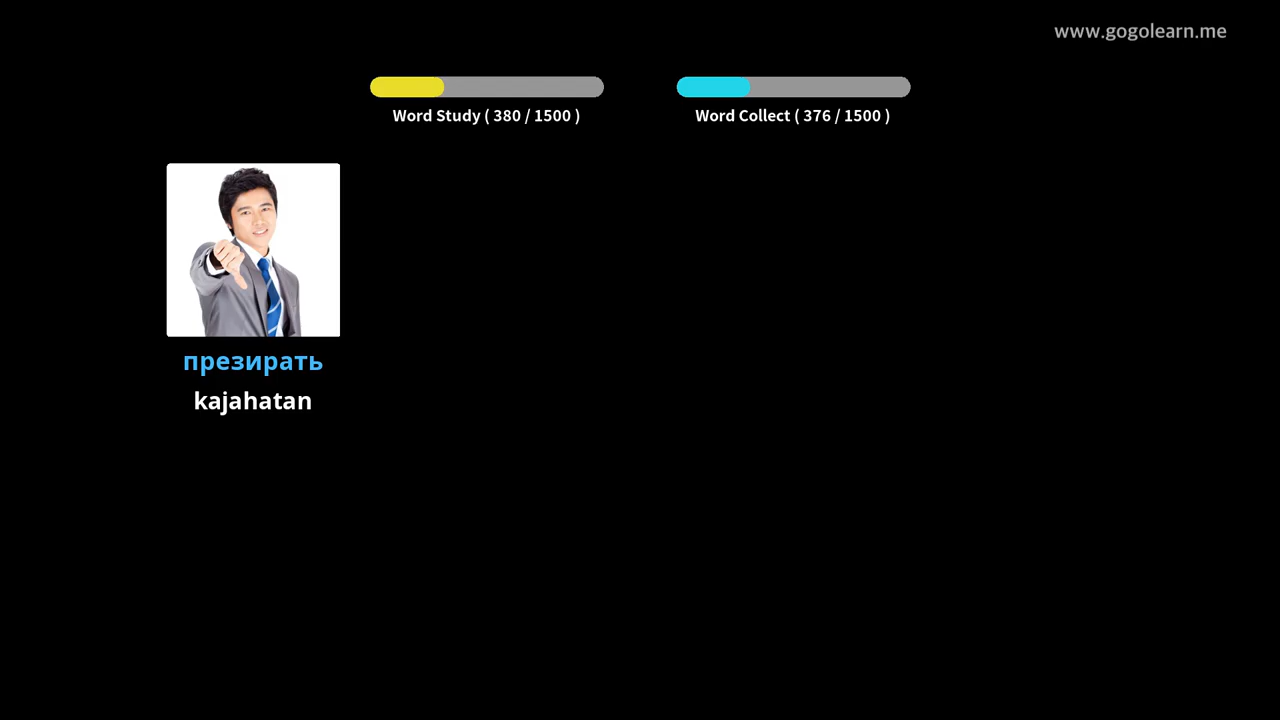 www.gogolearn.me
Word Study ( 380 / 1500 )
Word Collect ( 376 / 1500 )
презирать
kajahatan